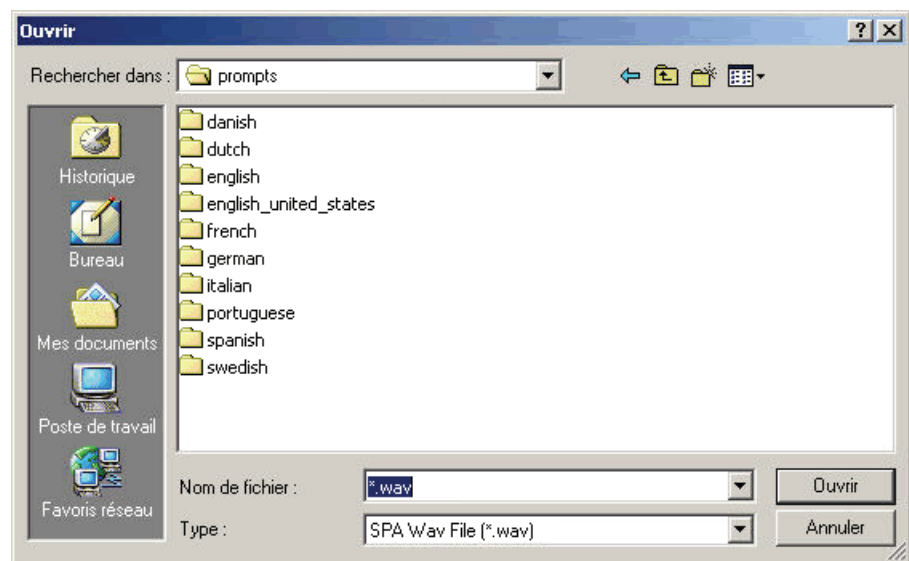 Ouvrir
Rechercher dans : prompts
danish
dutch
english
english_united_states
french
german
italian
portuguese
spanish
swedish
Historique
Bureau
Mes documents
Poste de travail
Favoris réseau
Nom de fichier : *.wav Ouvrir
Type : SPA Wav File (*.wav) Annuler